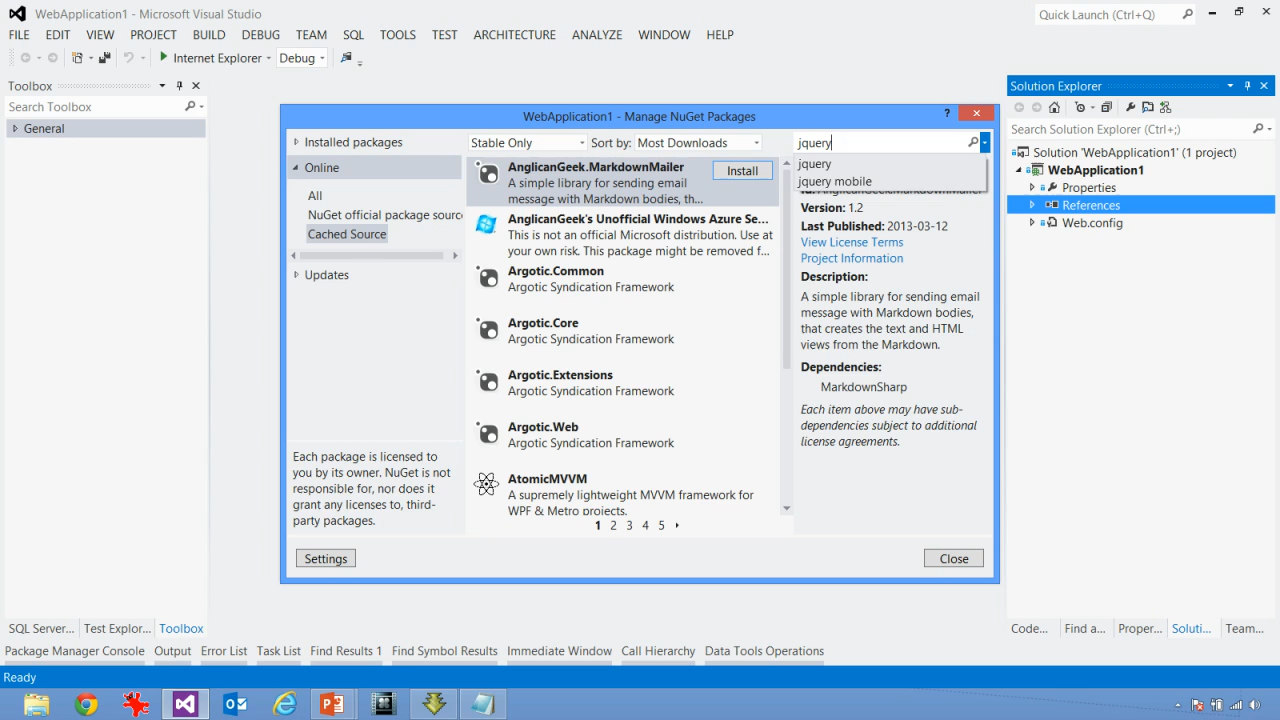 WebApplication1 - Microsoft Visual Studio
Quick Launch (Ctrl+Q)
FILE EDIT VIEW PROJECT BUILD DEBUG TEAM SQL TOOLS TEST ARCHITECTURE ANALYZE WINDOW HELP
Internet Explorer Debug
Toolbox
Search Toolbox
General
WebApplication1 - Manage NuGet Packages
?
Installed packages
Online
All
NuGet official package source
Cached Source
Updates
Each package is licensed to
you by its owner. NuGet is not
responsible for, nor does it
grant any licenses to, third-
party packages.
Settings
Stable Only Sort by: Most Downloads
AnglicanGeek.MarkdownMailer
Install
A simple library for sending email
message with Markdown bodies, th...
AnglicanGeek's Unofficial Windows Azure Se...
This is not an official Microsoft distribution. Use at
your own risk. This package might be removed f...
Argotic.Common
Argotic Syndication Framework
Argotic.Core
Argotic Syndication Framework
Argotic.Extensions
Argotic Syndication Framework
Argotic.Web
Argotic Syndication Framework
AtomicMVVM
A supremely lightweight MVVM framework for
WPF & Metro projects.
1 2 3 4 5
jquery
jquery
jquery mobile
Version: 1.2
Last Published: 2013-03-12
View License Terms
Project Information
Description:
A simple library for sending email
message with Markdown bodies,
that creates the text and HTML
views from the Markdown.
Dependencies:
MarkdownSharp
Each item above may have sub-
dependencies subject to additional
license agreements.
Close
Solution Explorer
Search Solution Explorer (Ctrl+;)
Solution 'WebApplication1' (1 project)
WebApplication1
Properties
References
Web.config
SQL Server... Test Explor... Toolbox
Code... Find a... Proper... Soluti... Team...
Package Manager Console Output Error List Task List Find Results 1 Find Symbol Results Immediate Window Call Hierarchy Data Tools Operations
Ready